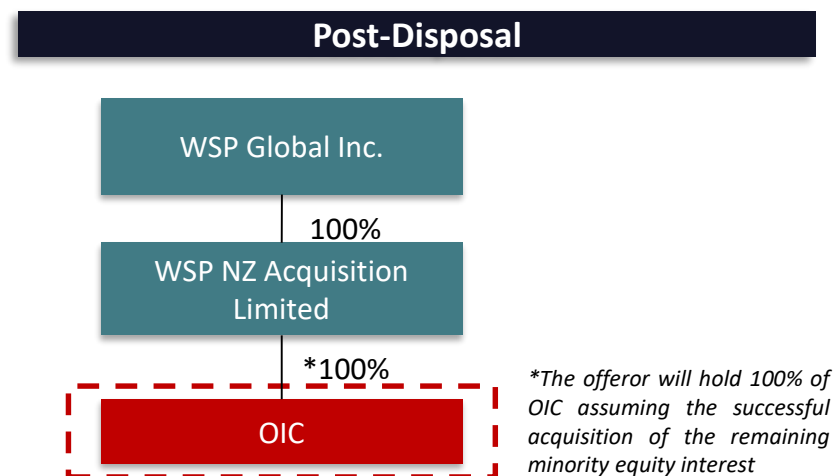 Post-Disposal
WSP Global Inc.
100%
WSP NZ Acquisition
Limited
*100%
OIC
*The offeror will hold 100% of
OIC assuming the successful
acquisition of the remaining
minority equity interest